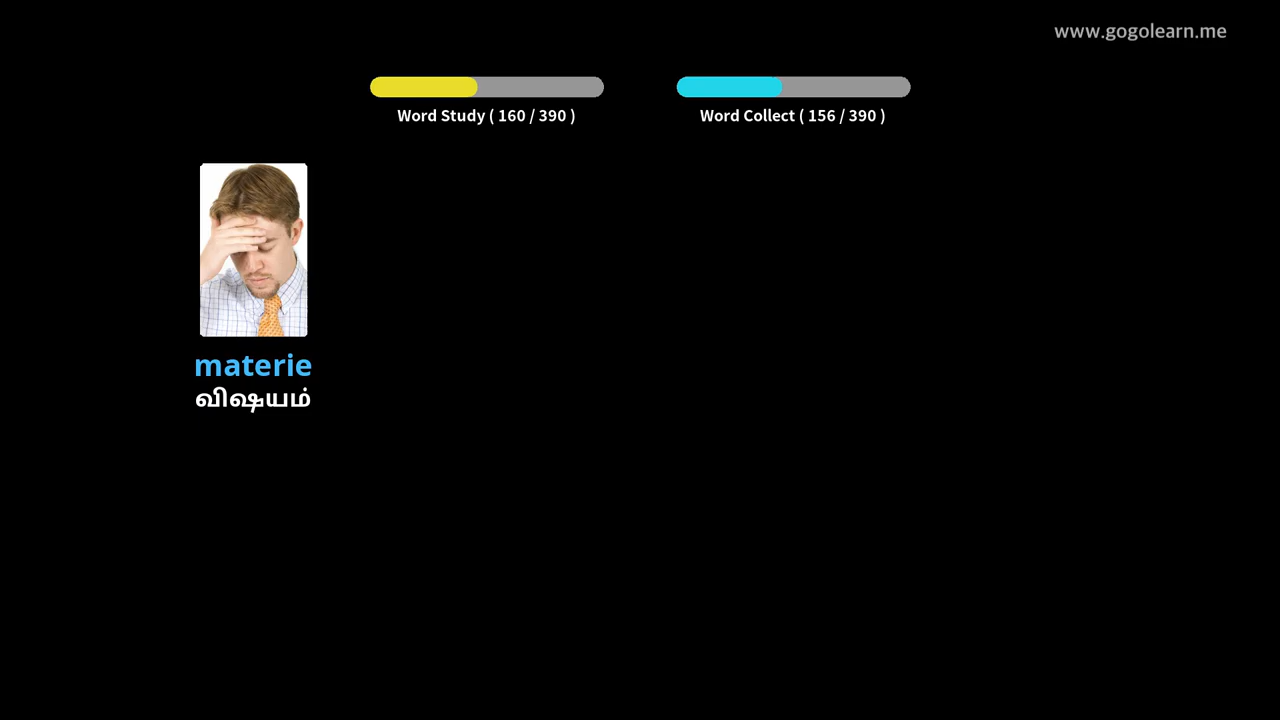 www.gogolearn.me
Word Study ( 160 / 390 )
Word Collect ( 156 / 390 )
materie
விஷயம்